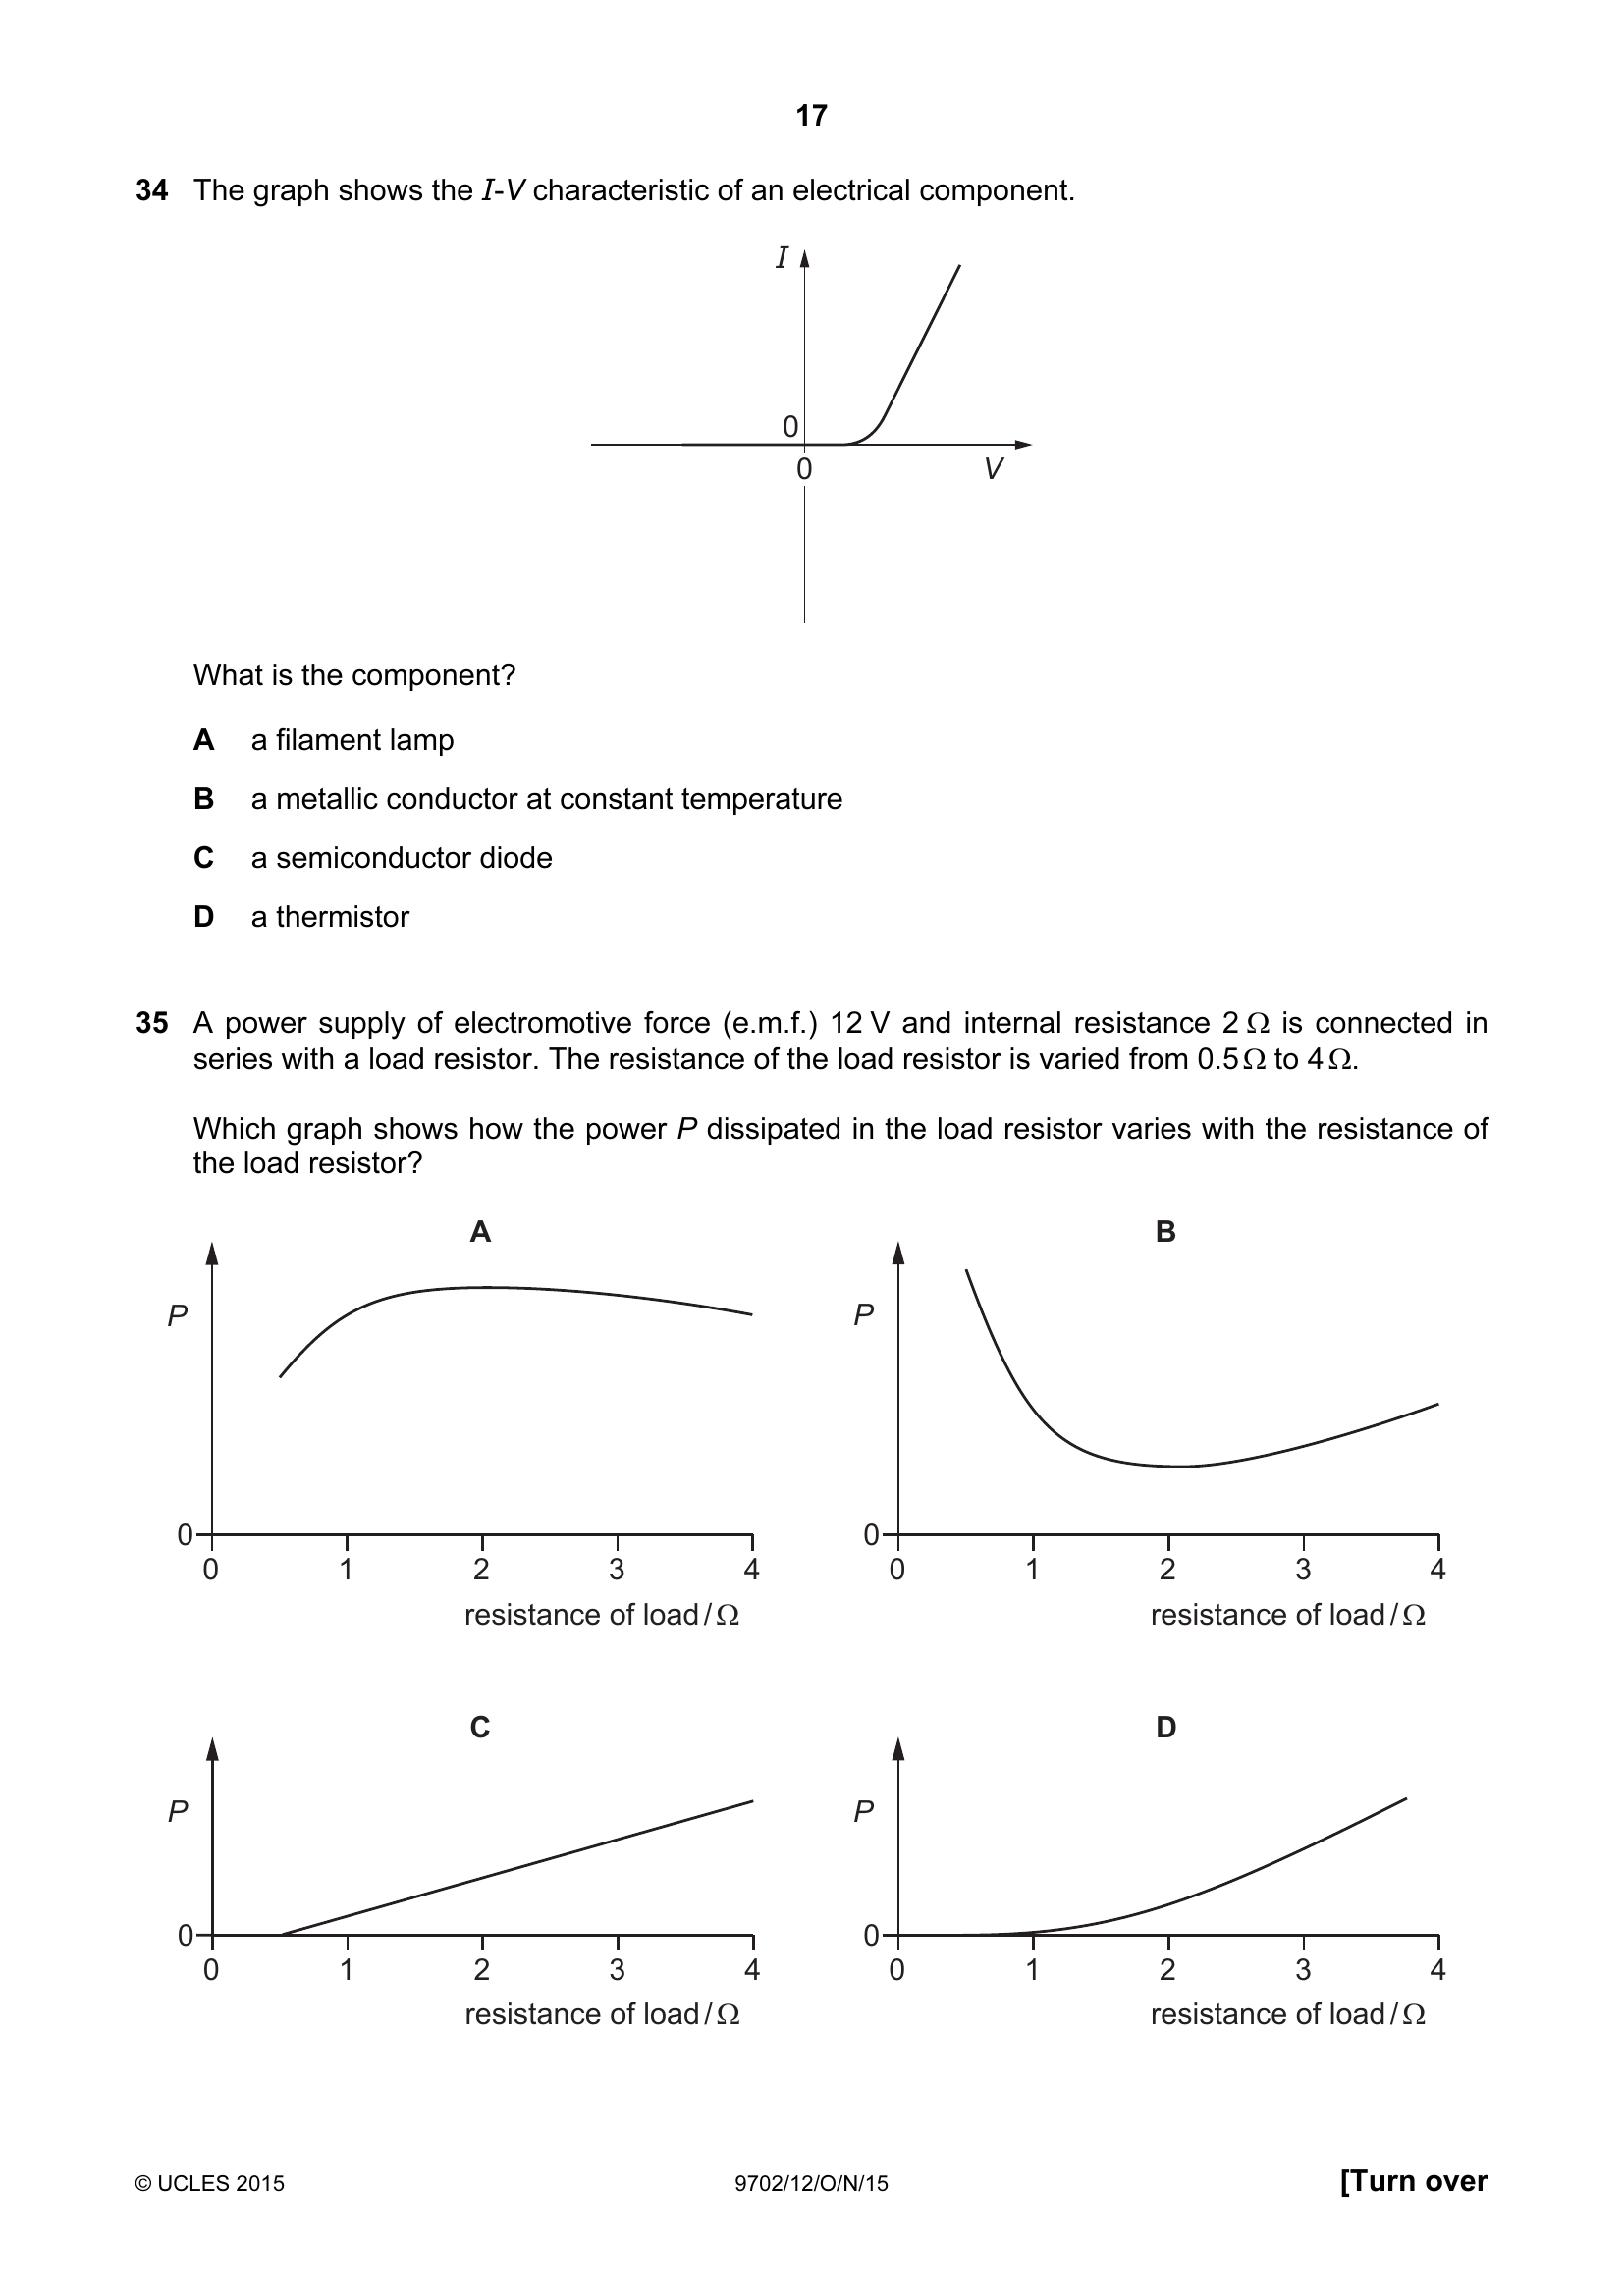 17
34 The graph shows the I-V characteristic of an electrical component.
I
0
0
V
What is the component?
A a filament lamp
B a metallic conductor at constant temperature
C a semiconductor diode
D a thermistor
35 A power supply of electromotive force (e.m.f.) 12 V and internal resistance 2 Ω is connected in
series with a load resistor. The resistance of the load resistor is varied from 0.5 Ω to 4 Ω.
Which graph shows how the power P dissipated in the load resistor varies with the resistance of
the load resistor?
A
P
0
0 1 2 3 4
resistance of load / Ω
B
P
0
0 1 2 3 4
resistance of load / Ω
C
P
0
0 1 2 3 4
resistance of load / Ω
D
P
0
0 1 2 3 4
resistance of load / Ω
© UCLES 2015 9702/12/O/N/15 [Turn over